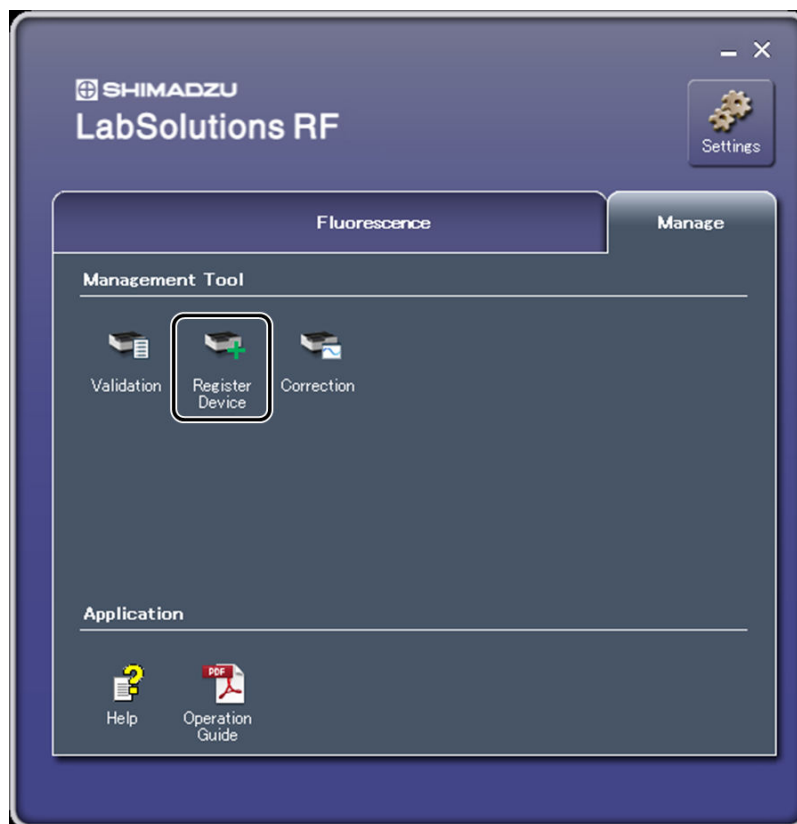 SHIMADZU
LabSolutions RF
Settings
Fluorescence
Manage
Management Tool
Validation
Register
Device
Correction
Application
PDF
Help
Operation
Guide